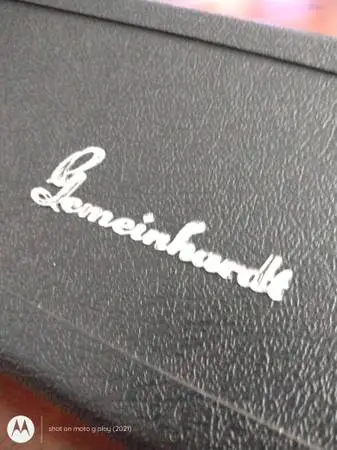 Gemeinhardt
shot on moto g play (2021)